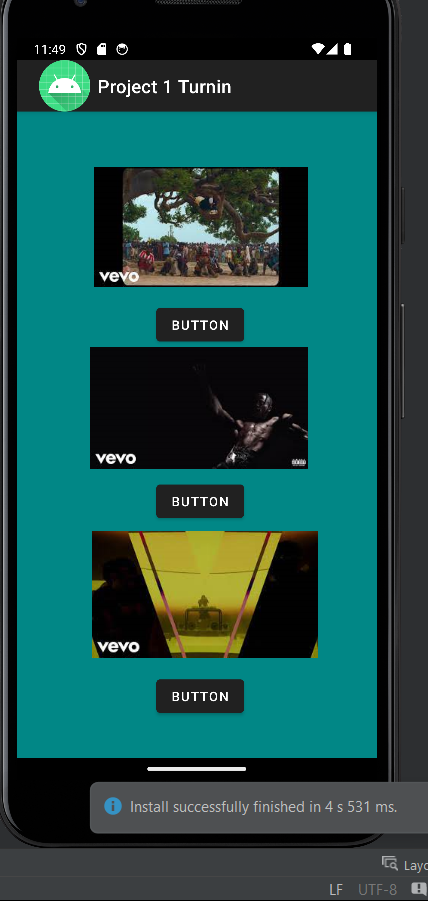 11:49
Project 1 Turnin
vevo
BUTTON
vevo
BUTTON
vevo
BUTTON
Install successfully finished in 4 s 531 ms.
Layo
LF UTF-8